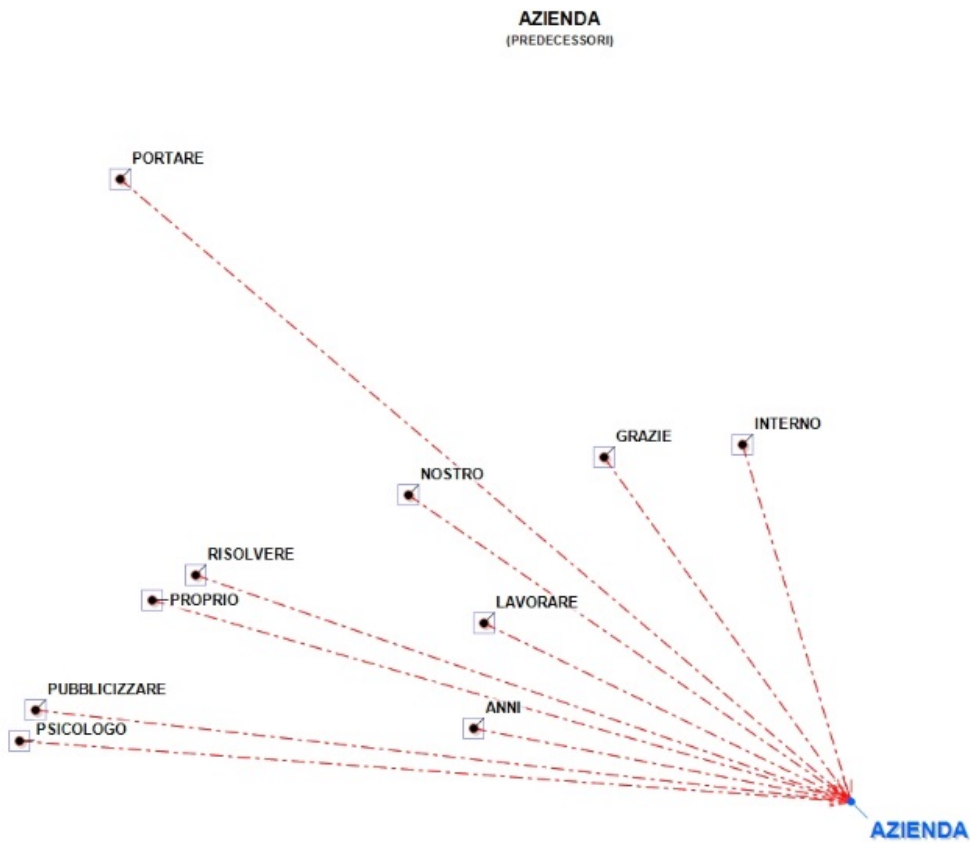 AZIENDA
(PREDECESSORI)
PORTARE
INTERNO
GRAZIE
NOSTRO
RISOLVERE
PROPRIO
LAVORARE
PUBBLICIZZARE
ANNI
PSICOLOGO
AZIENDA